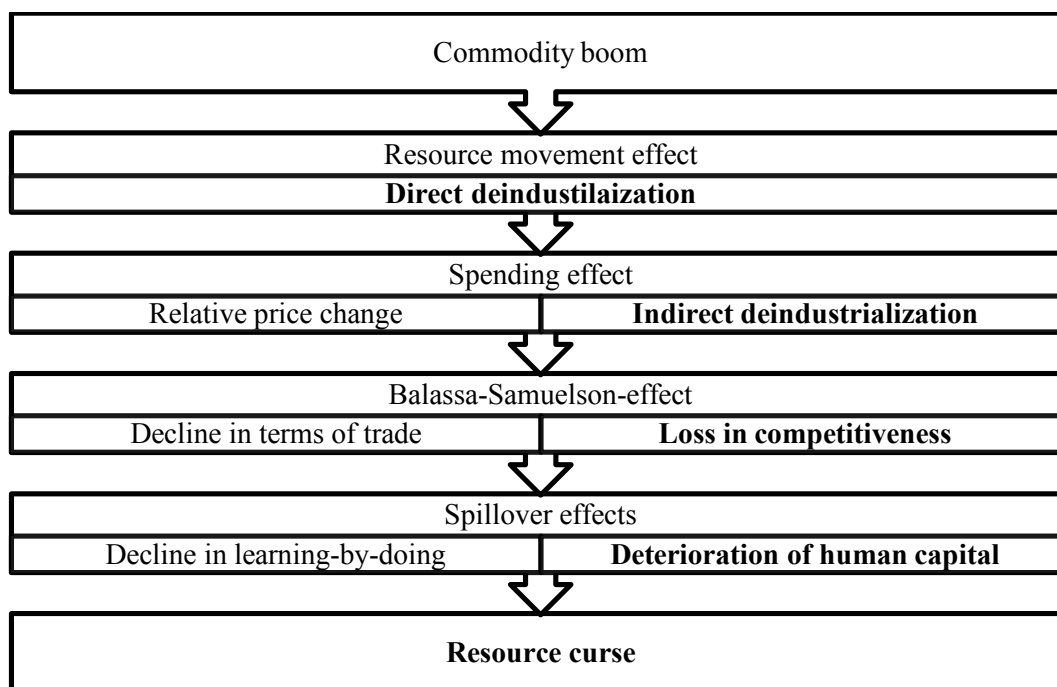 Commodity boom
Resource movement effect
Direct deindustilaization
Spending effect
Relative price change
Indirect deindustrialization
Balassa-Samuelson-effect
Decline in terms of trade
Loss in competitiveness
Spillover effects
Decline in learning-by-doing
Deterioration of human capital
Resource curse